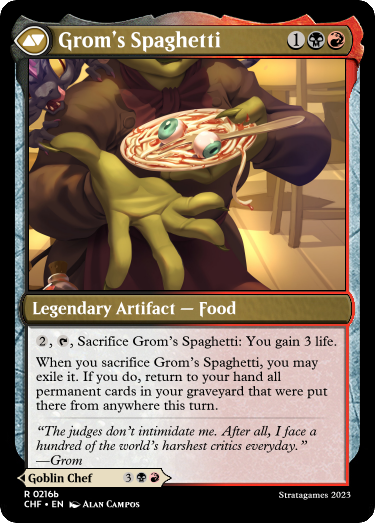 Grom's Spaghetti 1
Legendary Artifact — Food
2, , Sacrifice Grom's Spaghetti: You gain 3 life.
When you sacrifice Grom's Spaghetti, you may
exile it. If you do, return to your hand all
permanent cards in your graveyard that were put
there from anywhere this turn.
"The judges don't intimidate me. After all, I face a
hundred of the world's harshest critics everyday."
—Grom
Goblin Chef 3
R 0216b
CHF • EN Alan Campos
Stratagames 2023